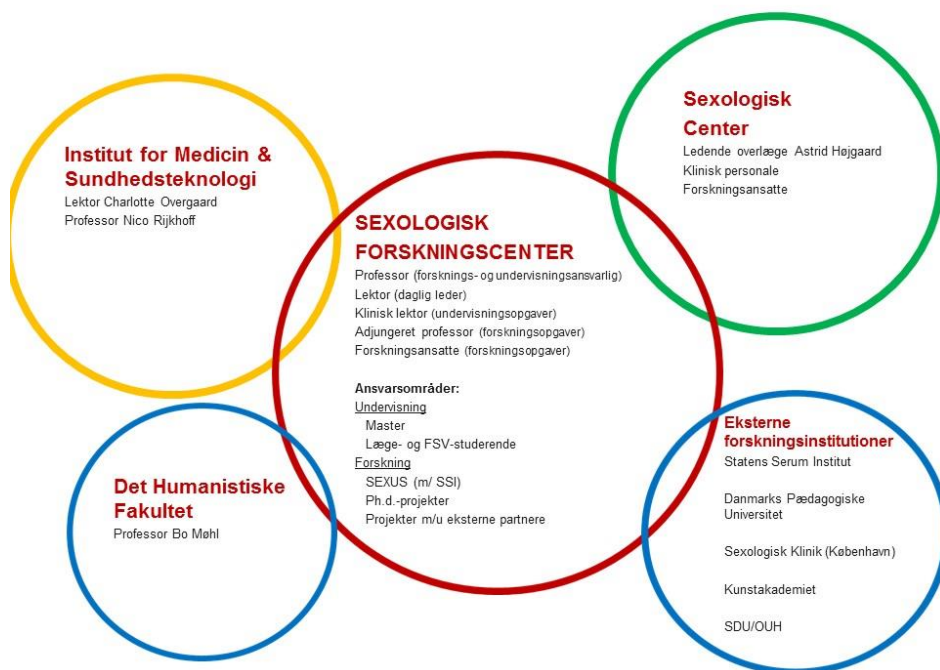 Institut for Medicin &
Sundhedsteknologi
Lektor Charlotte Overgaard
Professor Nico Rijkhoff
Sexologisk
Center
Ledende overlæge Astrid Højgaard
Klinisk personale
Forskningsansatte
SEXOLOGISK
FORSKNINGSCENTER
Professor (forsknings- og undervisningsansvarlig)
Lektor (daglig leder)
Klinisk lektor (undervisningsopgaver)
Adjungeret professor (forskningsopgaver)
Forskningsansatte (forskningsopgaver)
Ansvarsområder:
Undervisning
Master
Læge- og FSV-studerende
Forskning
SEXUS (m/ SSI)
Ph.d.-projekter
Projekter m/u eksterne partnere
Det Humanistiske
Fakultet
Professor Bo Møhl
Eksterne
forskningsinstitutioner
Statens Serum Institut
Danmarks Pædagogiske
Universitet
Sexologisk Klinik (København)
Kunstakademiet
SDU/OUH